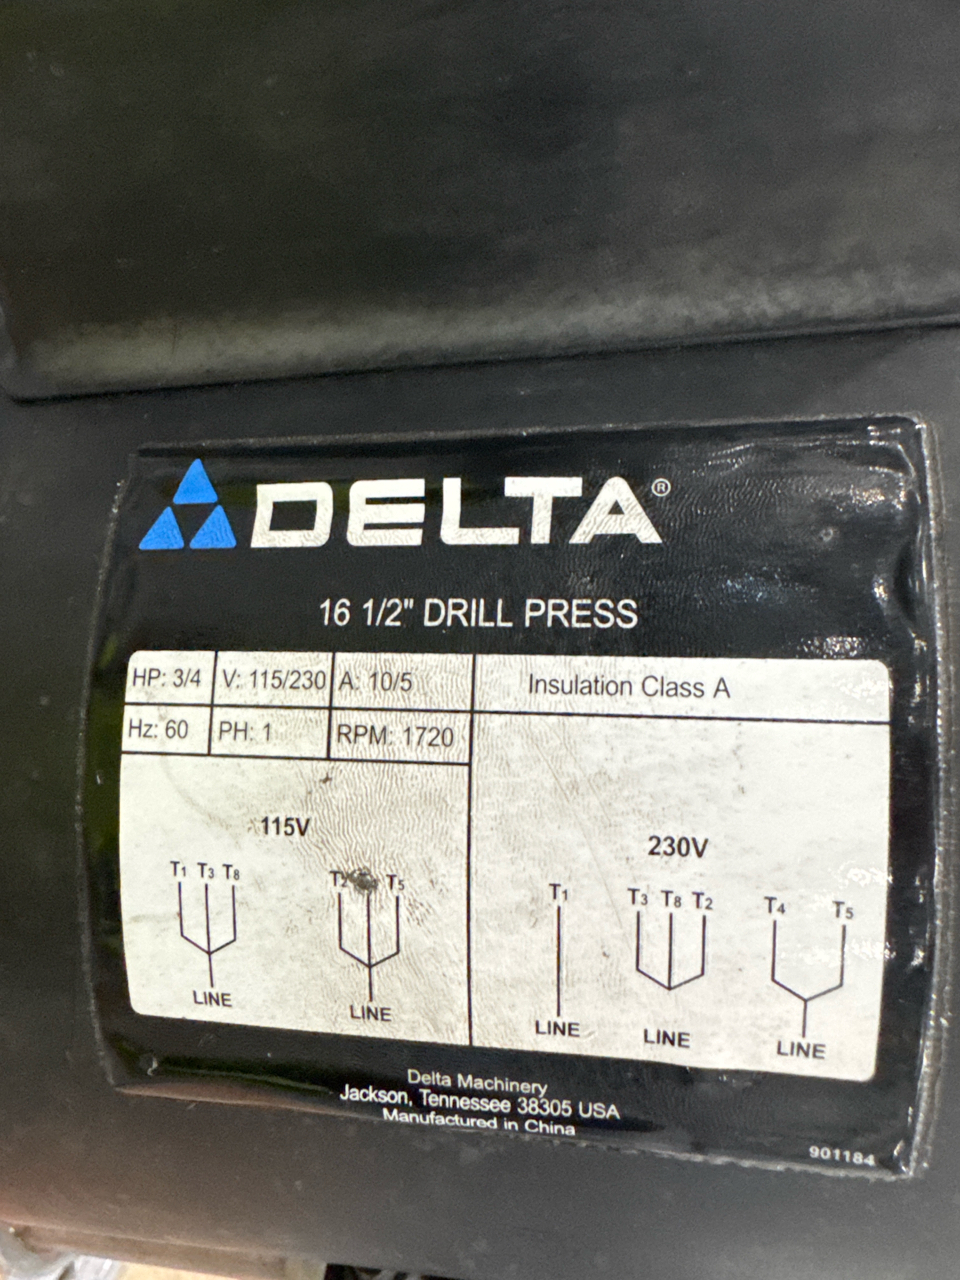 DELTA®
16 1/2" DRILL PRESS
HP: 3/4 V: 115/230 A: 10/5 Insulation Class A
Hz: 60 PH: 1 RPM: 1720
115V
T1 T3 T8
T2 T5
LINE
LINE
230V
T1 T3 T8 T2 T4 T5
LINE
LINE
LINE
Delta Machinery
Jackson, Tennessee 38305 USA
Manufactured in China
901184